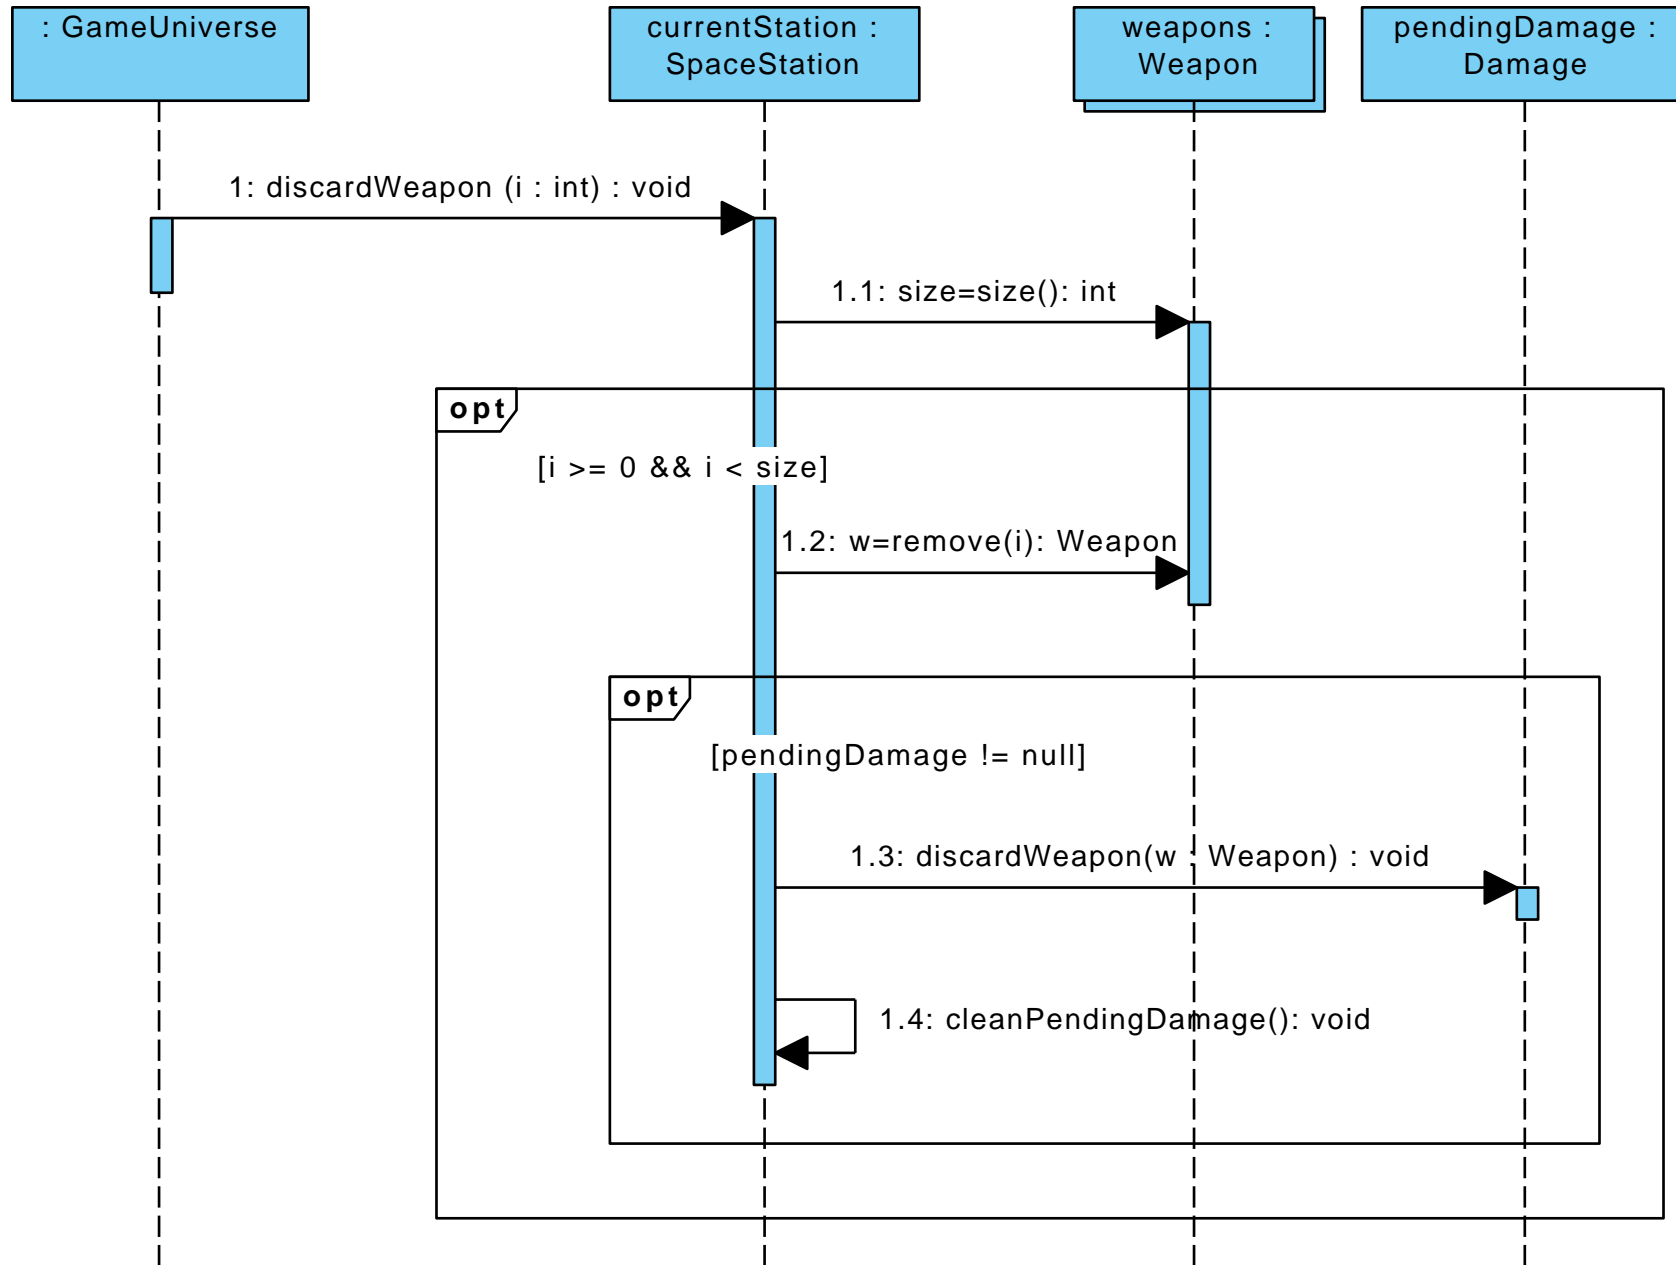 : GameUniverse
currentStation :
SpaceStation
weapons :
Weapon
pendingDamage :
Damage
1: discardWeapon (i : int) : void
1.1: size=size(): int
opt
[i >= 0 && i < size]
1.2: w=remove(i): Weapon
opt
[pendingDamage != null]
1.3: discardWeapon(w : Weapon) : void
1.4: cleanPendingDamage(): void